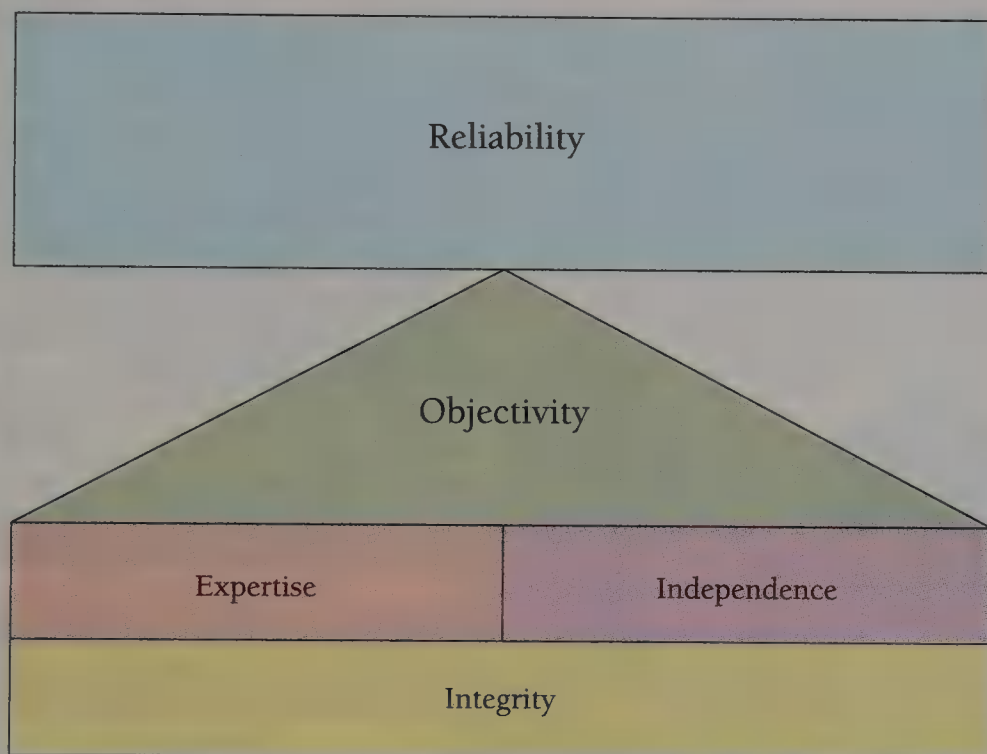 Reliability
Objectivity
Expertise
Independence
Integrity